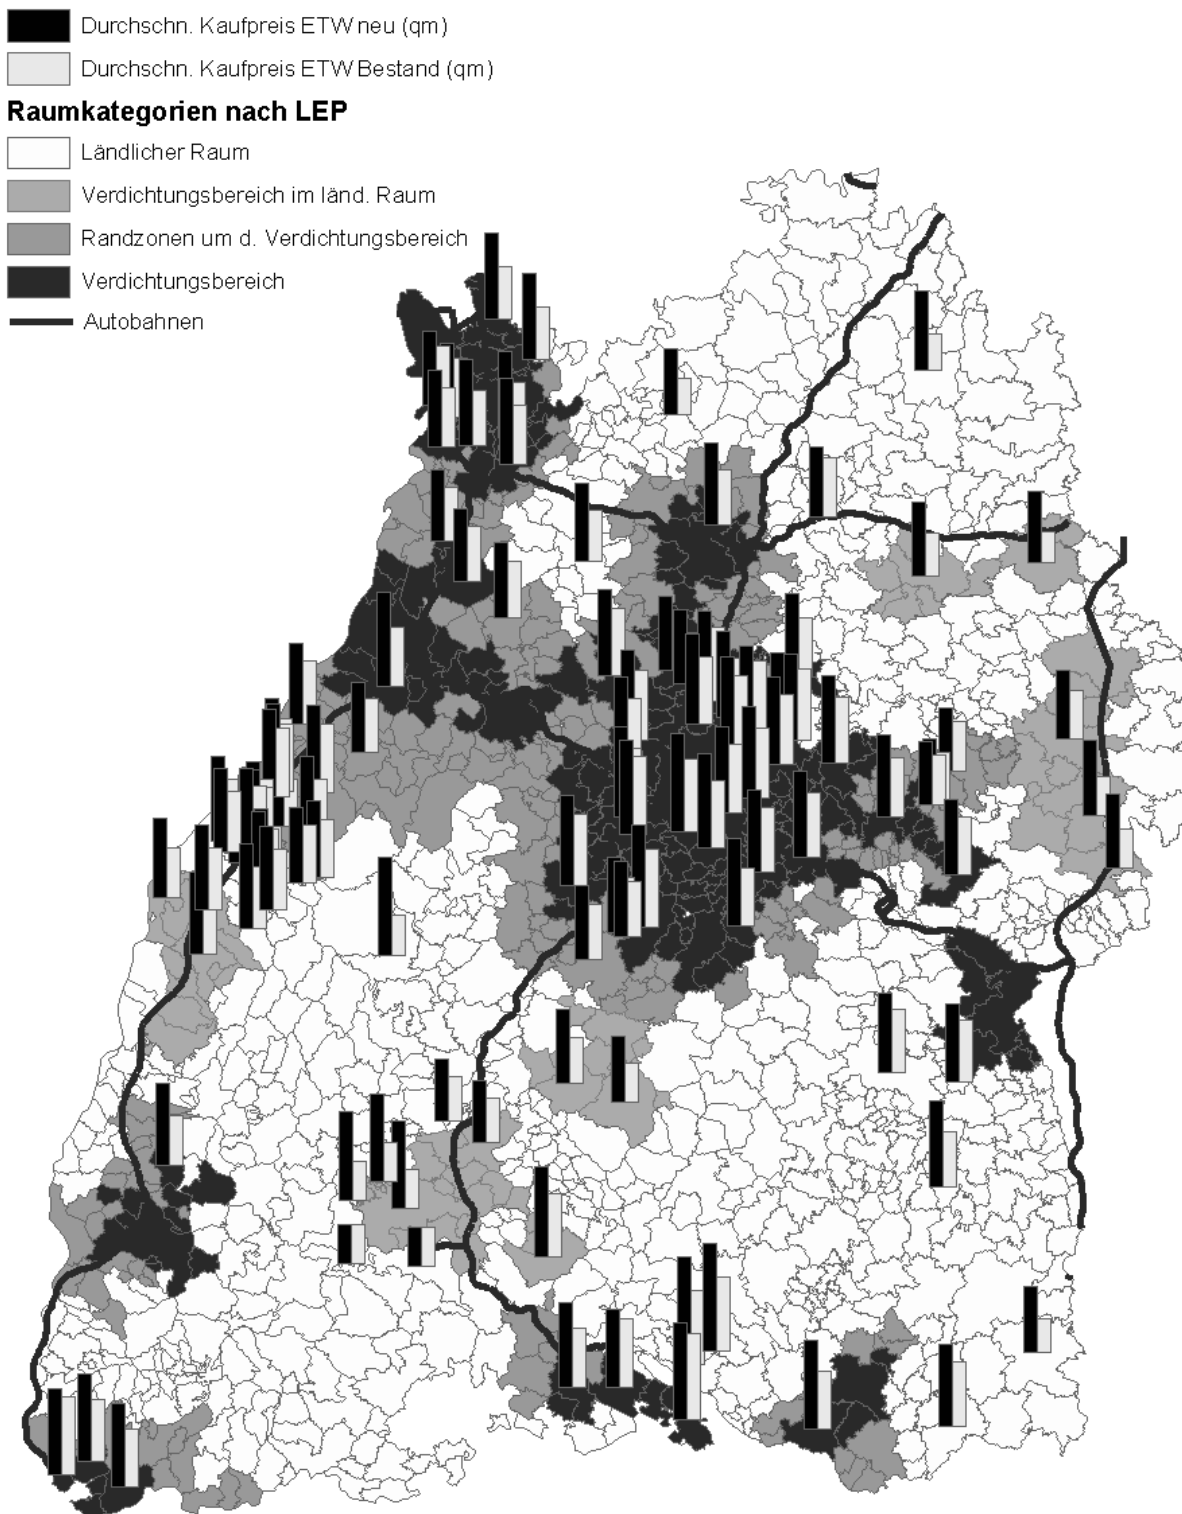 Durchschn. Kaufpreis ETW neu (qm)
Durchschn. Kaufpreis ETW Bestand (qm)
Raumkategorien nach LEP
Ländlicher Raum
Verdichtungsbereich im länd. Raum
Randzonen um d. Verdichtungsbereich
Verdichtungsbereich
Autobahnen